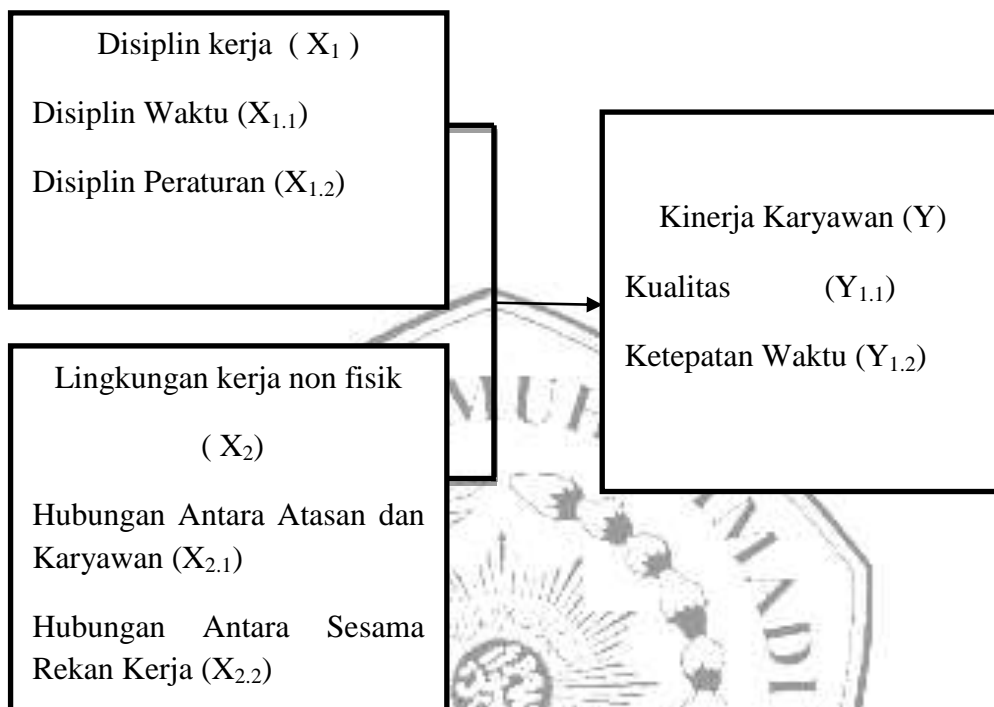 Disiplin kerja ( X₁ )
Disiplin Waktu (X₁.₁)
Disiplin Peraturan (X₁.₂)
Lingkungan kerja non fisik
( X₂)
Hubungan Antara Atasan dan
Karyawan (X₂.₁)
Hubungan Antara Sesama
Rekan Kerja (X₂.₂)
Kinerja Karyawan (Y)
Kualitas (Y₁.₁)
Ketepatan Waktu (Y₁.₂)